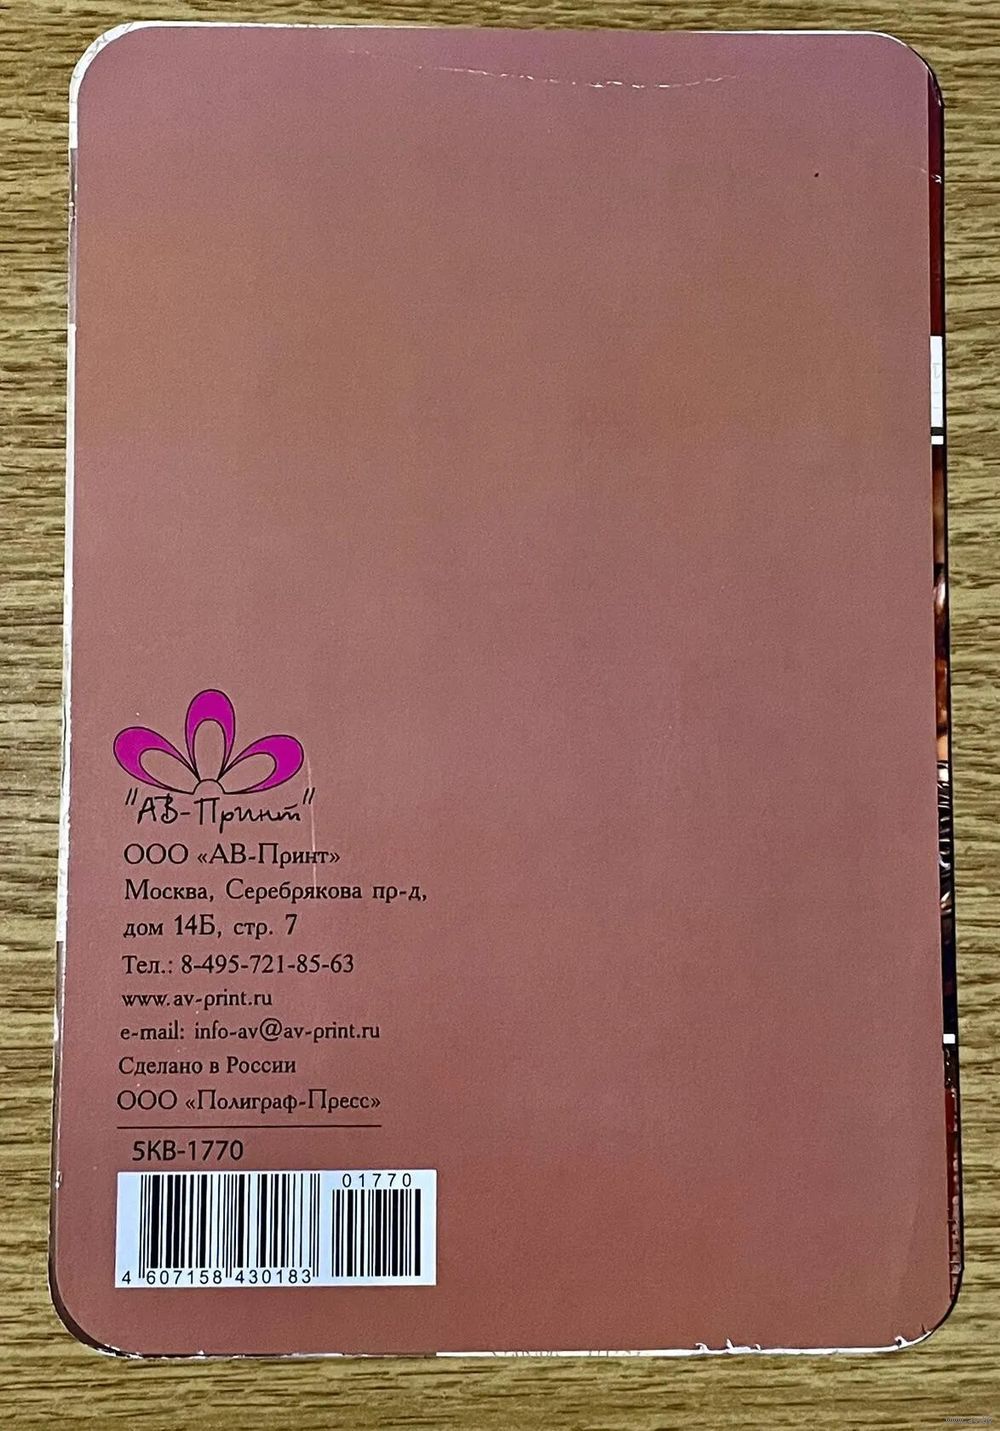 "АВ-Принт"
ООО «АВ-Принт»
Москва, Серебрякова пр-д,
дом 14Б, стр. 7
Тел.: 8-495-721-85-63
www.av-print.ru
e-mail: info-av@av-print.ru
Сделано в России
ООО «Полиграф-Пресс»
5КВ-1770
01770
4 607158 430183